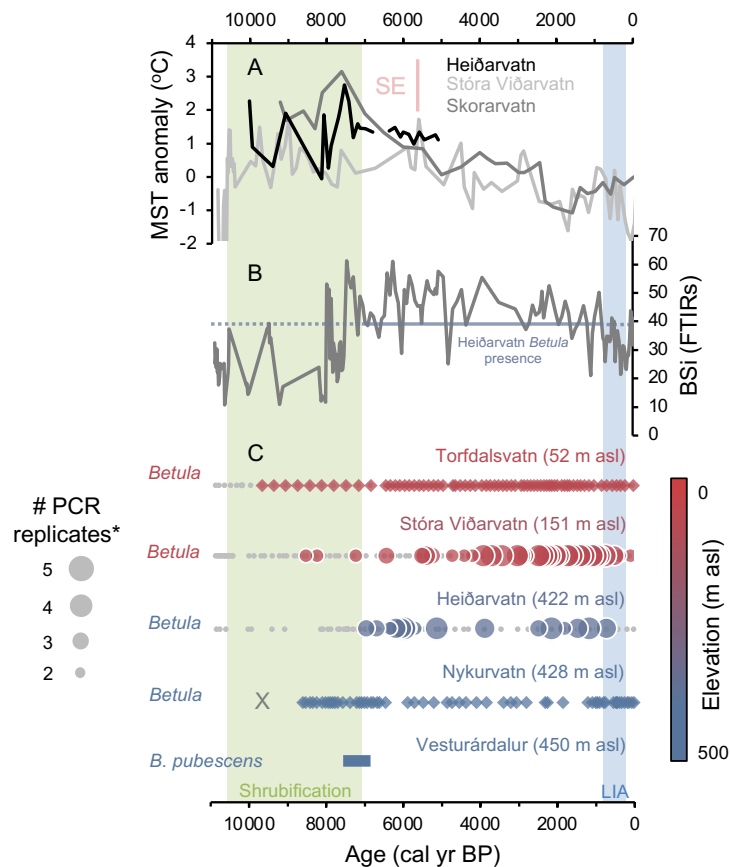 10000 8000 6000 4000 2000 0
4
3
2
1
0
-1
-2
MST anomaly (ºC)
A
SE
Heiðarvatn
Stóra Viðarvatn
Skorarvatn
B
70
60
50
40
30
20
10
0
BSi (FTIRs)
Heiðarvatn Betula
presence
C
Torfdalsvatn (52 m asl)
Betula
Stóra Viðarvatn (151 m asl)
Betula
Heiðarvatn (422 m asl)
Betula
Nykurvatn (428 m asl)
Betula
X
Vesturárdalur (450 m asl)
B. pubescens
Shrubification
LIA
# PCR
replicates*
5
4
3
2
0
Elevation (m asl)
500
10000 8000 6000 4000 2000 0
Age (cal yr BP)